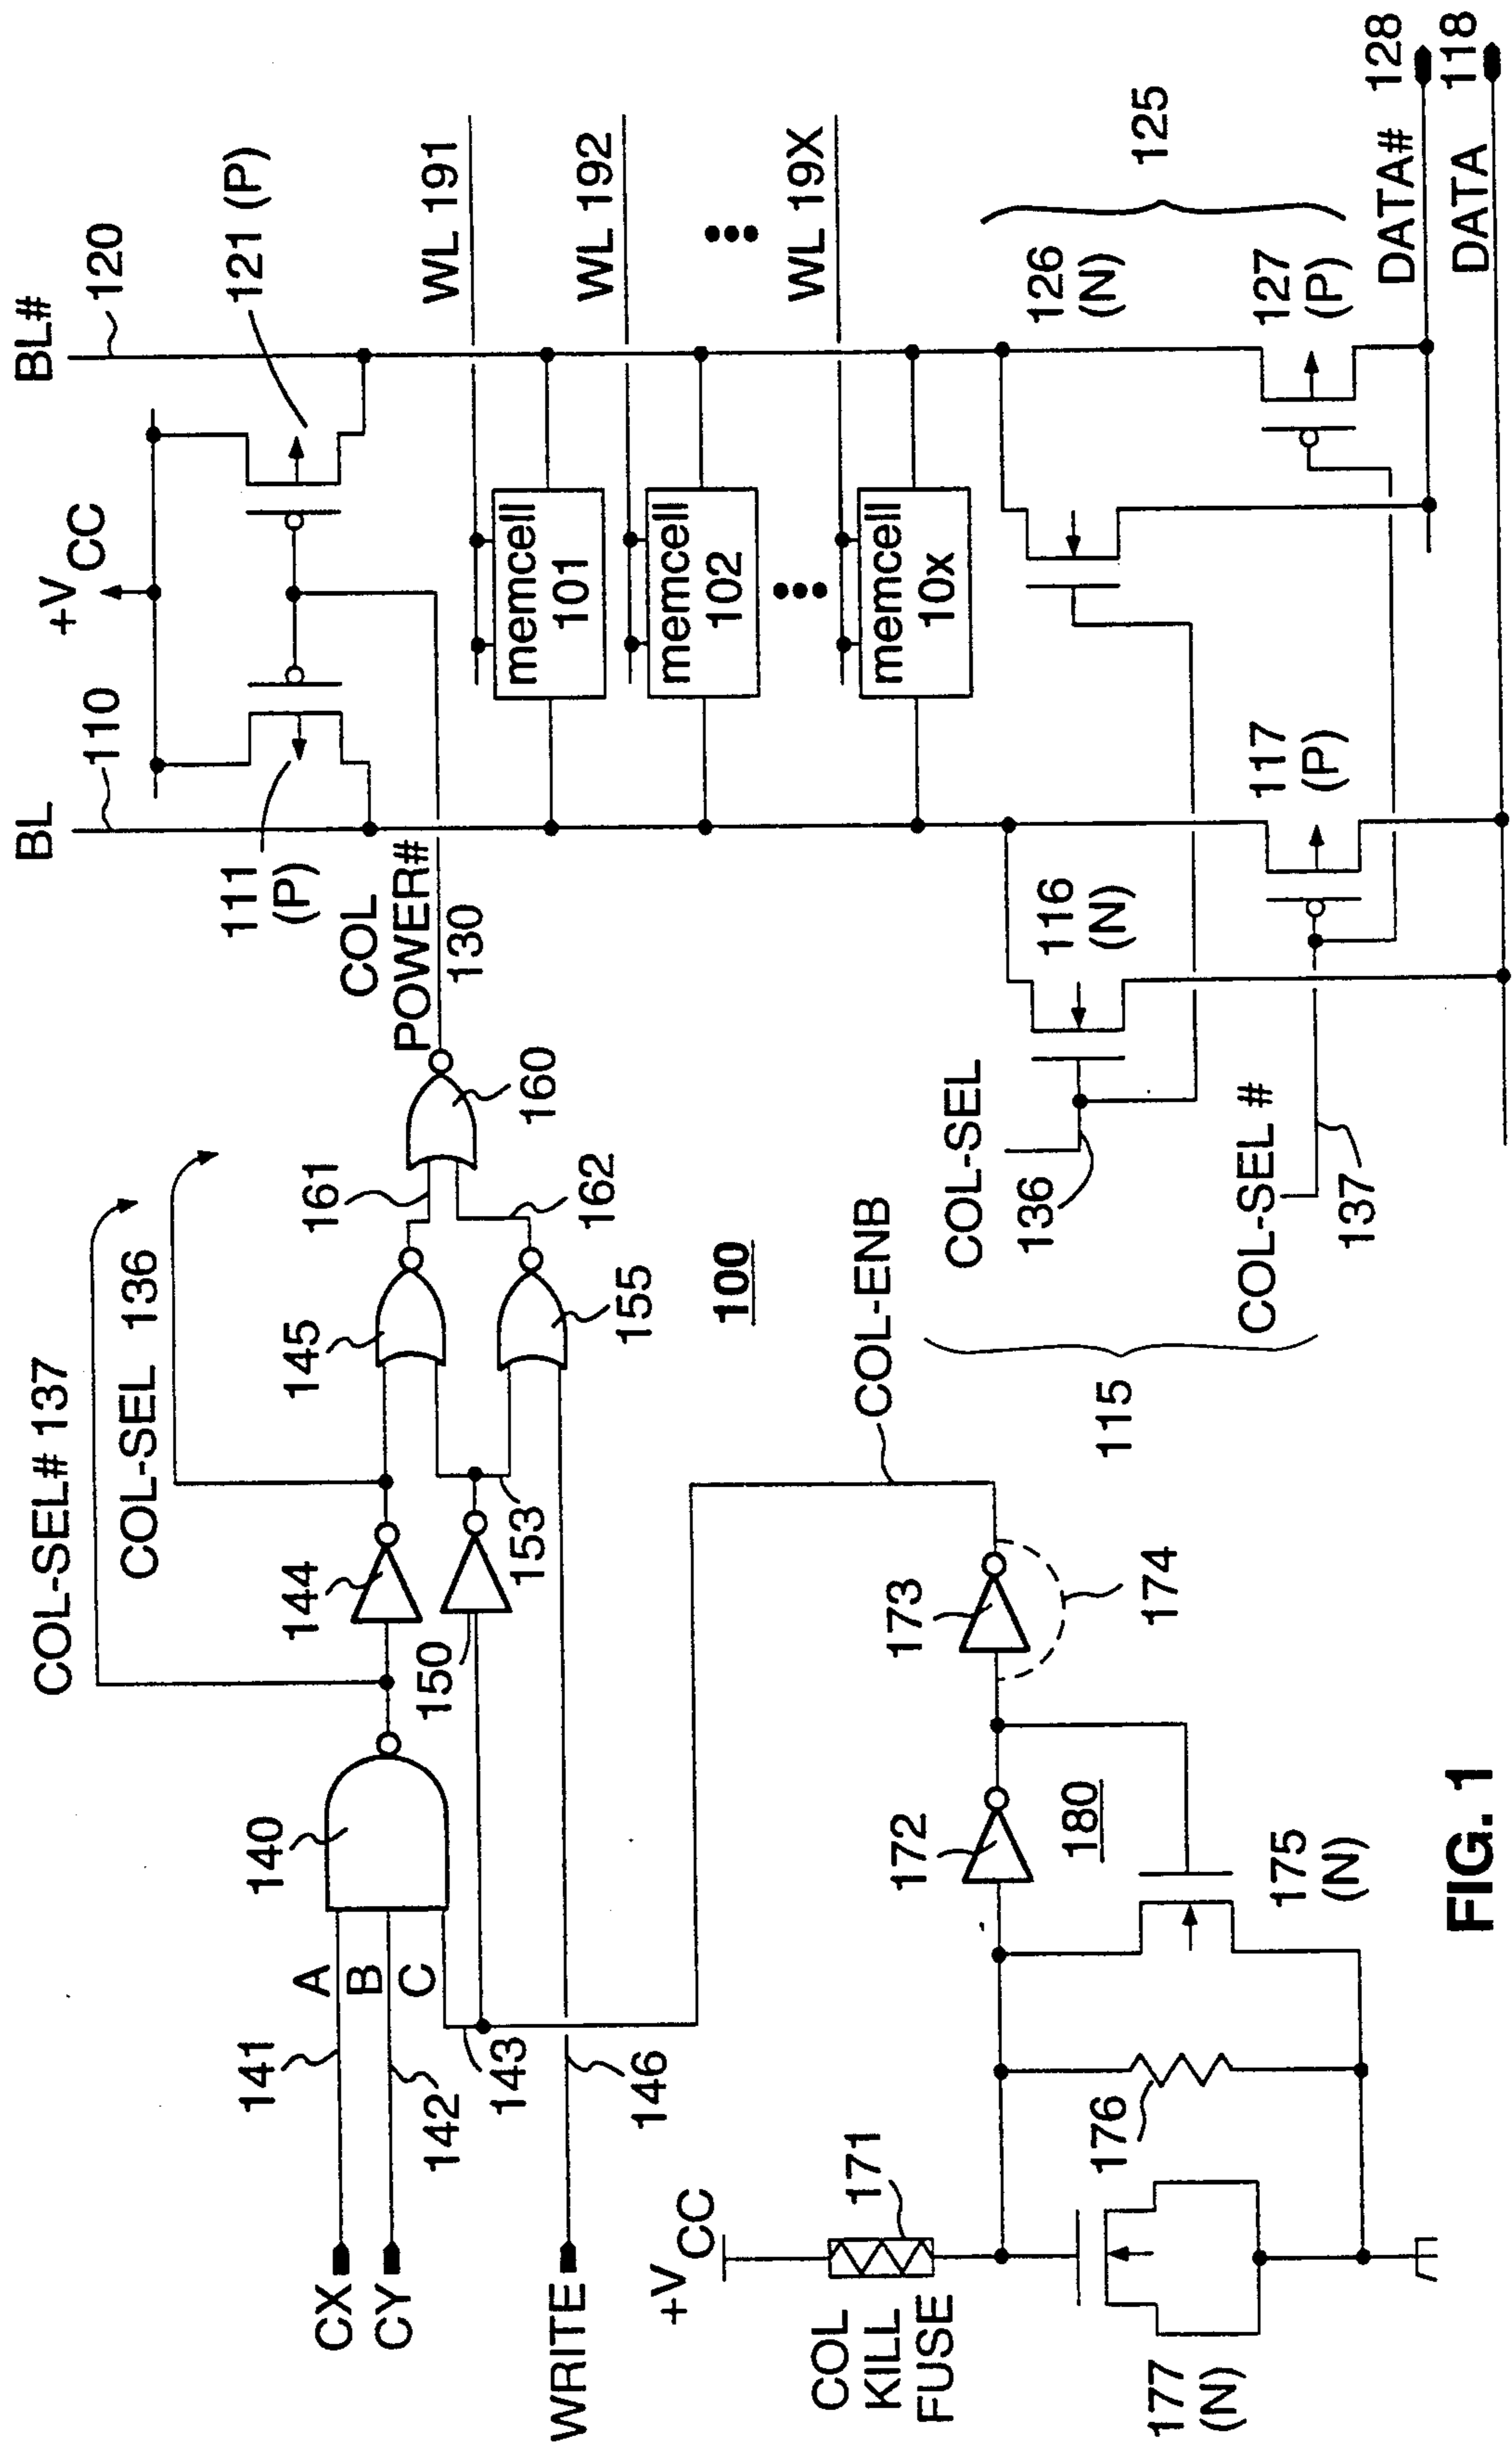 BL
110
+VCC
BL#
120
111
(P)
121 (P)
COL
POWER#
130
WL 191
WL 192
•••
WL 19X
memcell
101
memcell
102
•••
memcell
10x
COL-SEL# 137
COL-SEL 136
140
144
145
161
160
162
155
150
153
141
142
143
146
A
B
C
CX
CY
WRITE
100
COL-ENB
+VCC
COL
KILL
FUSE
171
172
173
174
180
175
(N)
176
177
(N)
COL-SEL
136
COL-SEL #
137
115
116
(N)
117
(P)
126
(N)
127
(P)
125
DATA# 128
DATA 118
FIG. 1